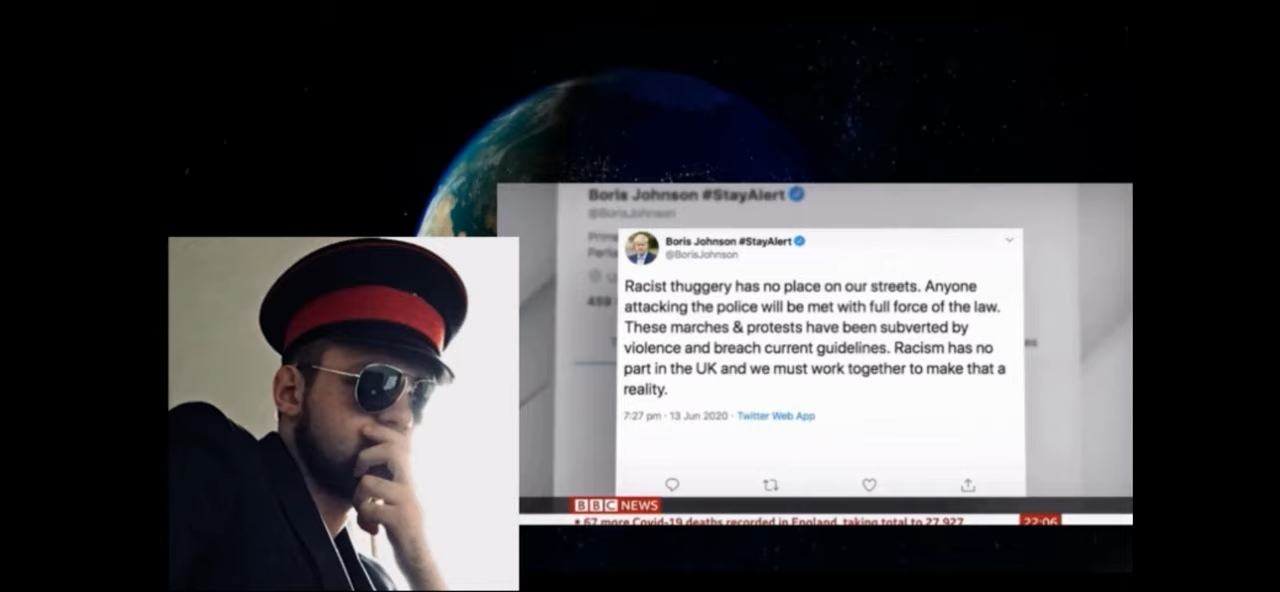 Boris Johnson #StayAlert
@BorisJohnson
Boris Johnson #StayAlert
@BorisJohnson
Racist thuggery has no place on our streets. Anyone
attacking the police will be met with full force of the law.
These marches & protests have been subverted by
violence and breach current guidelines. Racism has no
part in the UK and we must work together to make that a
reality.
7:27 pm · 13 Jun 2020 · Twitter Web App
BBC NEWS
67 more Covid-19 deaths recorded in England, taking total to 27,927
22:06